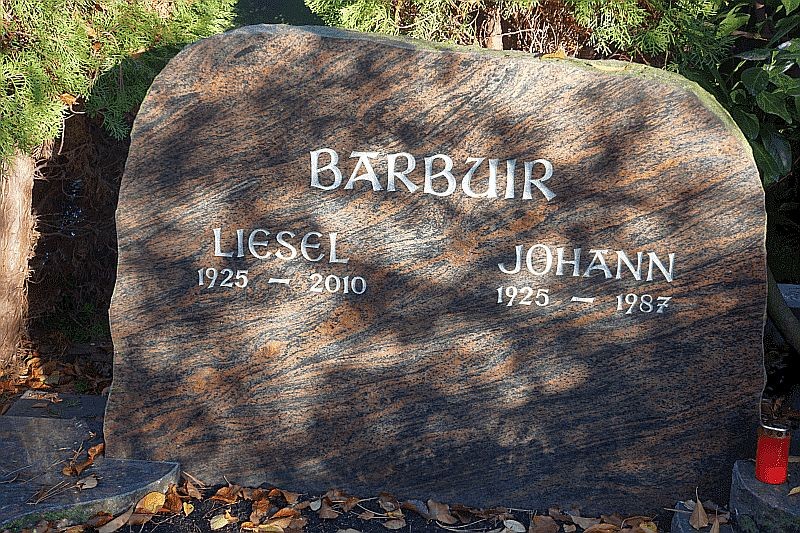 BARBUIR
LIESEL
1925 – 2010
JOHANN
1925 – 1987